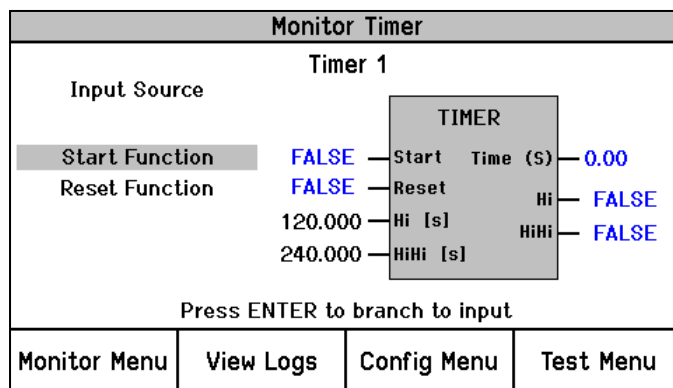 Monitor Timer
Timer 1
Input Source
TIMER
Start Function FALSE Start Time (S) 0.00
Reset Function FALSE Reset
Hi FALSE
120.000 Hi [s]
HiHi FALSE
240.000 HiHi [s]
Press ENTER to branch to input
Monitor Menu View Logs Config Menu Test Menu